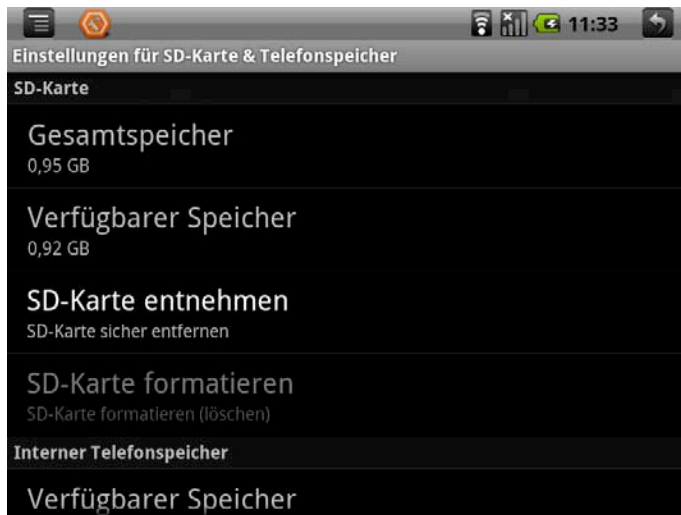 11:33
Einstellungen für SD-Karte & Telefonspeicher
SD-Karte
Gesamtspeicher
0,95 GB
Verfügbarer Speicher
0,92 GB
SD-Karte entnehmen
SD-Karte sicher entfernen
SD-Karte formatieren
SD-Karte formatieren (löschen)
Interner Telefonspeicher
Verfügbarer Speicher